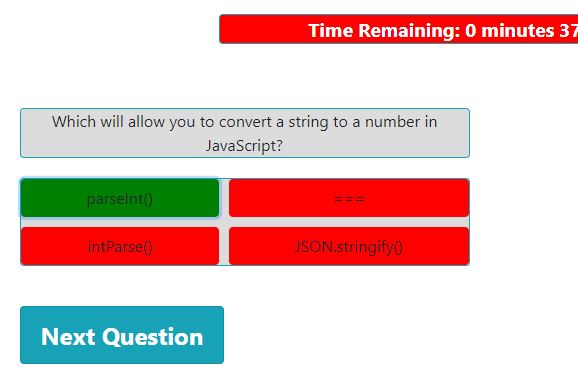 Time Remaining: 0 minutes 37
Which will allow you to convert a string to a number in
JavaScript?
parseInt()
===
intParse()
JSON.stringify()
Next Question